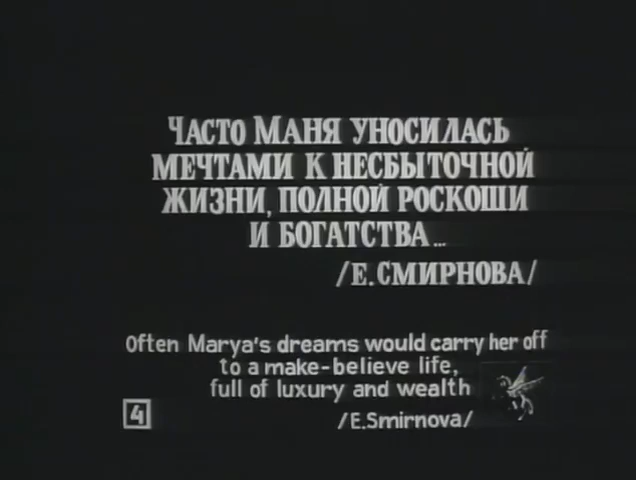 Часто Маня уносилась
мечтами к несбыточной
жизни, полной роскоши
и богатства...
/Е. Смирнова/
Often Marya's dreams would carry her off
to a make-believe life,
full of luxury and wealth
/E.Smirnova/
4